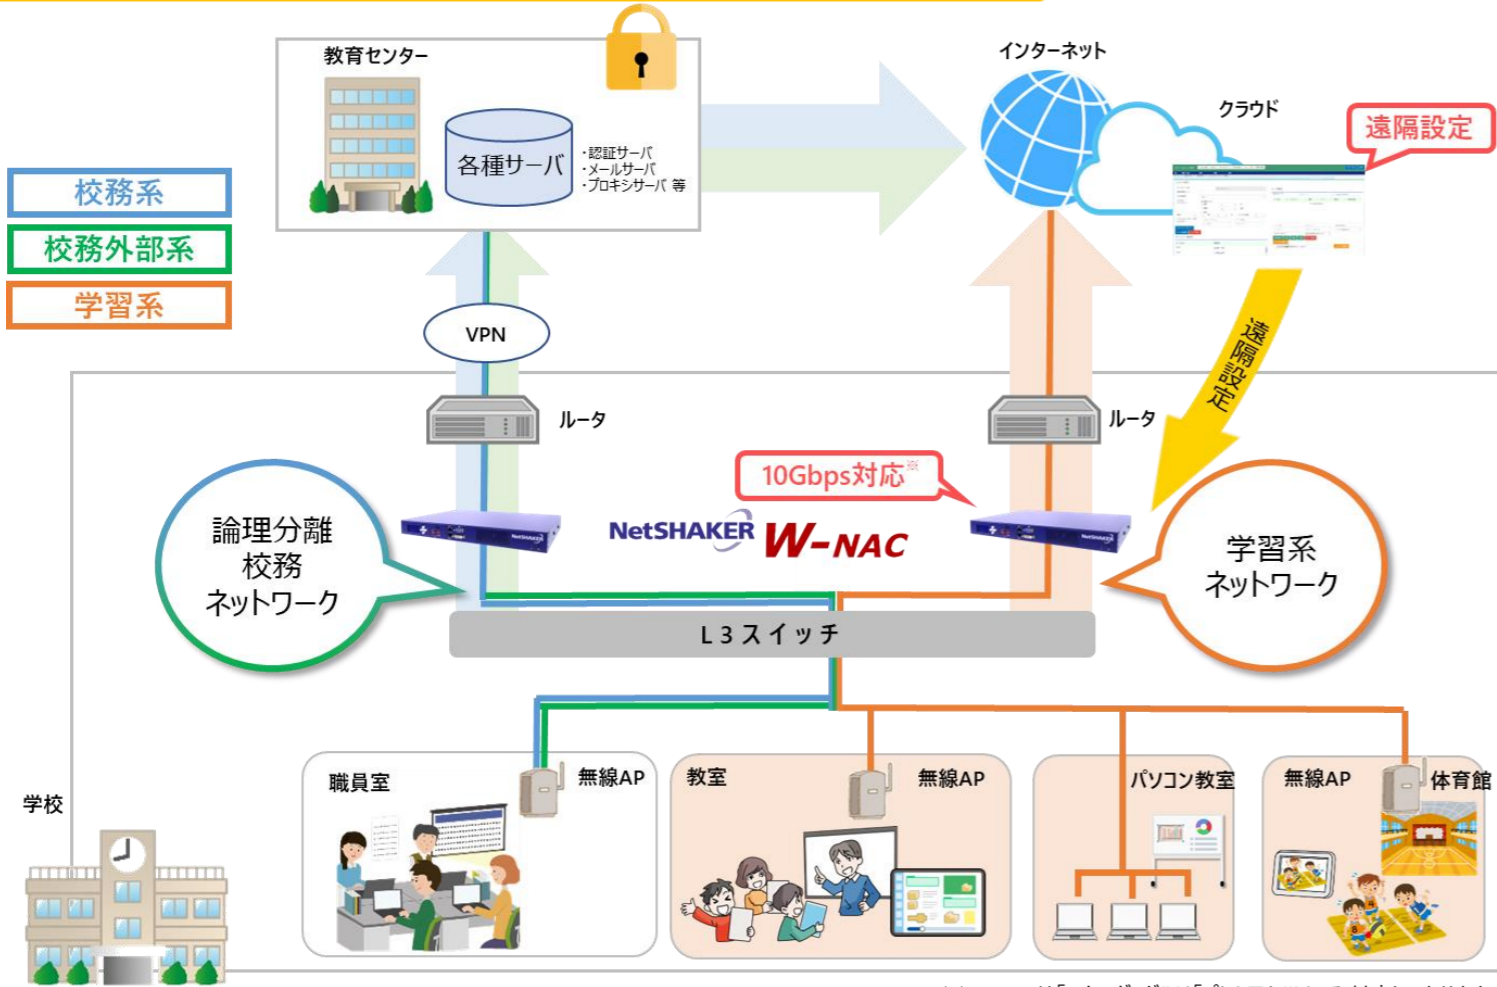 教育センター
各種サーバ
・認証サーバ
・メールサーバ
・プロキシサーバ 等
インターネット
クラウド
遠隔設定
校務系
校務外部系
学習系
VPN
遠隔設定
ルータ
ルータ
10Gbps対応※
論理分離
校務
ネットワーク
NetSHAKER W-NAC
学習系
ネットワーク
L3スイッチ
職員室
無線AP
教室
無線AP
パソコン教室
無線AP
体育館
学校